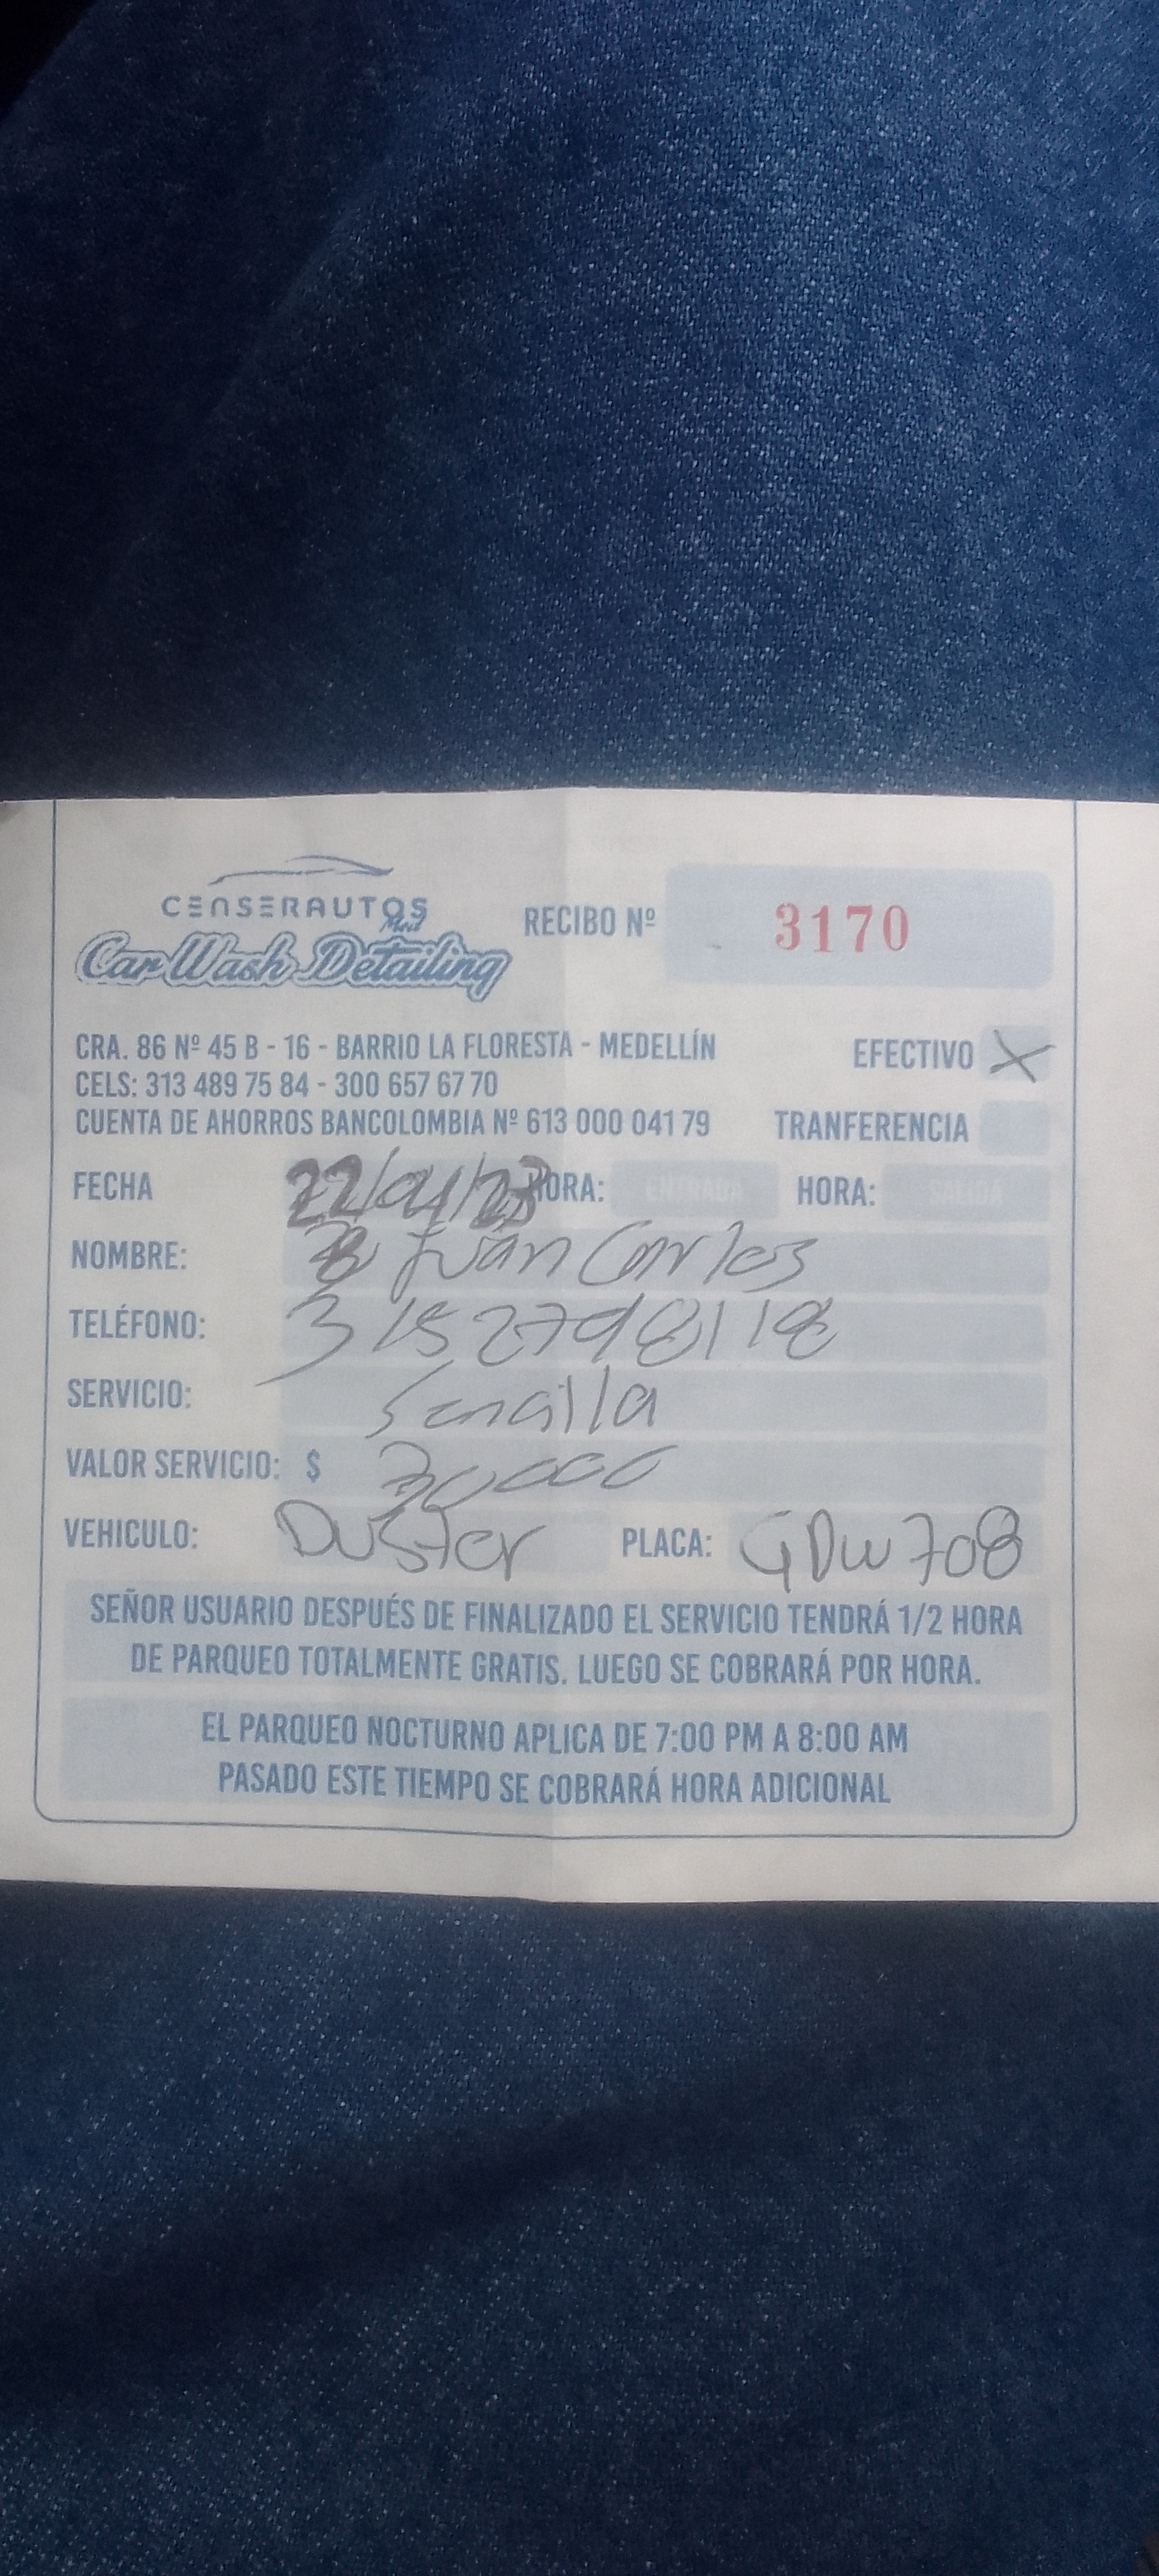 CENSERAUTOS
Car Wash Detailing
RECIBO Nº 3170
CRA. 86 Nº 45 B - 16 - BARRIO LA FLORESTA - MEDELLÍN
EFECTIVO X
CELS: 313 489 75 84 - 300 657 67 70
CUENTA DE AHORROS BANCOLOMBIA Nº 613 000 041 79
TRANFERENCIA
FECHA 22/04/23 HORA: ENTRADA HORA: SALIDA
NOMBRE: Juan Carlos
TELÉFONO:
SERVICIO: Sencilla
VALOR SERVICIO: $ 30000
VEHICULO: Duster PLACA: GDW708
SEÑOR USUARIO DESPUÉS DE FINALIZADO EL SERVICIO TENDRÁ 1/2 HORA
DE PARQUEO TOTALMENTE GRATIS. LUEGO SE COBRARÁ POR HORA.
EL PARQUEO NOCTURNO APLICA DE 7:00 PM A 8:00 AM
PASADO ESTE TIEMPO SE COBRARÁ HORA ADICIONAL